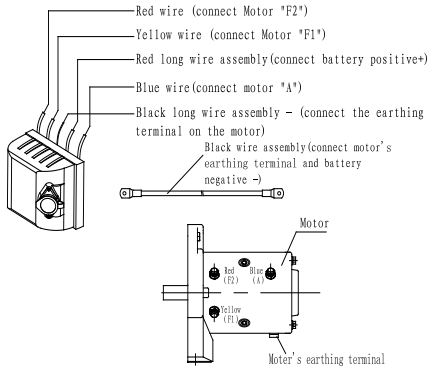 Red wire (connect Motor "F2")
Yellow wire (connect Motor "F1")
Red long wire assembly(connect battery positive+)
Blue wire(connect motor "A")
Black long wire assembly - (connect the earthing
terminal on the motor)
Black wire assembly(connect motor's
earthing terminal and battery
negative -)
Motor
Red
(F2)
Blue
(A)
Yellow
(F1)
Moter's earthing terminal